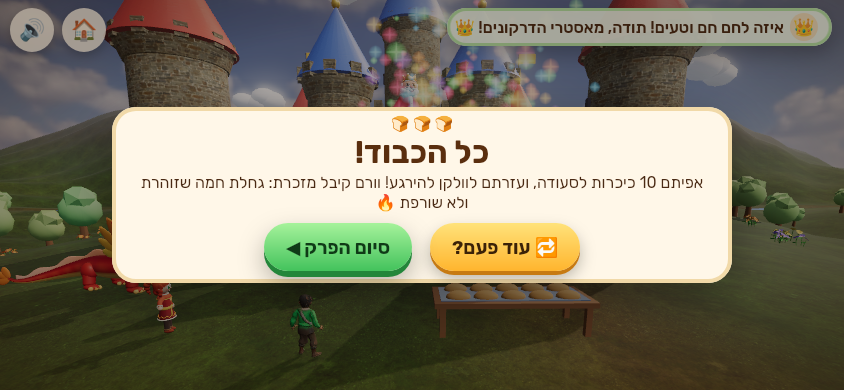 איזה לחם חם וטעים! תודה, מאסטרי הדרקונים!
כל הכבוד!
אפיתם 10 כיכרות לסעודה, ועזרתם לוולקן להירגע! וורם קיבל מזכרת: גחלת חמה שזוהרת
ולא שורפת 🔥
🔁 עוד פעם?
סיום הפרק ◀